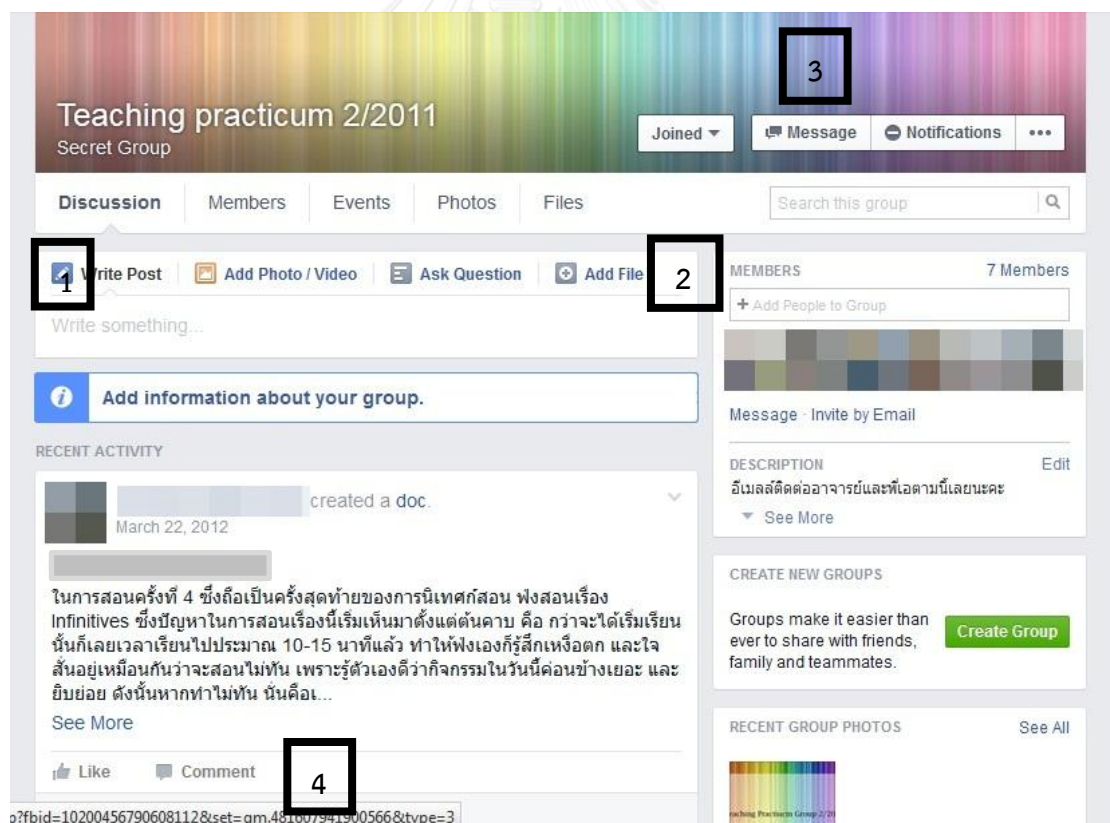 3
Teaching practicum 2/2011
Secret Group
Joined
Message
Notifications
Discussion
Members
Events
Photos
Files
Search this group
1
Write Post
Add Photo / Video
Ask Question
Add File
2
Write something...
Add information about your group.
RECENT ACTIVITY
created a doc.
March 22, 2012
ในการสอนครั้งที่ 4 ซึ่งถือเป็นครั้งสุดท้ายของการนิเทศก์สอน ฟงสอนเรื่อง
Infinitives ซึ่งปัญหาในการสอนเรื่องนี้เริ่มเห็นมาตั้งแต่ต้นคาบ คือ กว่าจะได้เริ่มเรียน
นั้นก็เลยเวลาเรียนไปประมาณ 10-15 นาทีแล้ว ทำให้ฟงเองก็รู้สึกเหงื่อตก และใจ
สั่นอยู่เหมือนกันว่าจะสอนไม่ทัน เพราะรู้ตัวเองดีว่ากิจกรรมในวันนี้ค่อนข้างเยอะ และ
ยิบย่อย ดังนั้นหากทำไม่ทัน นั่นคือเ...
See More
Like
Comment
4
p?fbid=10200456790608112&set=gm.481607941900566&type=3
MEMBERS
7 Members
+ Add People to Group
Message · Invite by Email
DESCRIPTION
Edit
อีเมลล์ติดต่ออาจารย์และพี่เอตามนี้เลยนะคะ
See More
CREATE NEW GROUPS
Groups make it easier than
ever to share with friends,
family and teammates.
Create Group
RECENT GROUP PHOTOS
See All